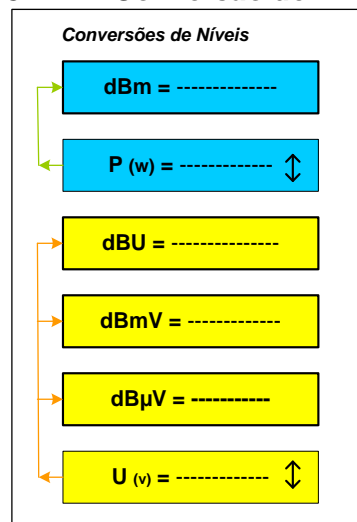 Conversões de Níveis
dBm = --------------
P (w) = -------------
dBU = ---------------
dBmV = -------------
dBµV = -----------
U (v) = -------------